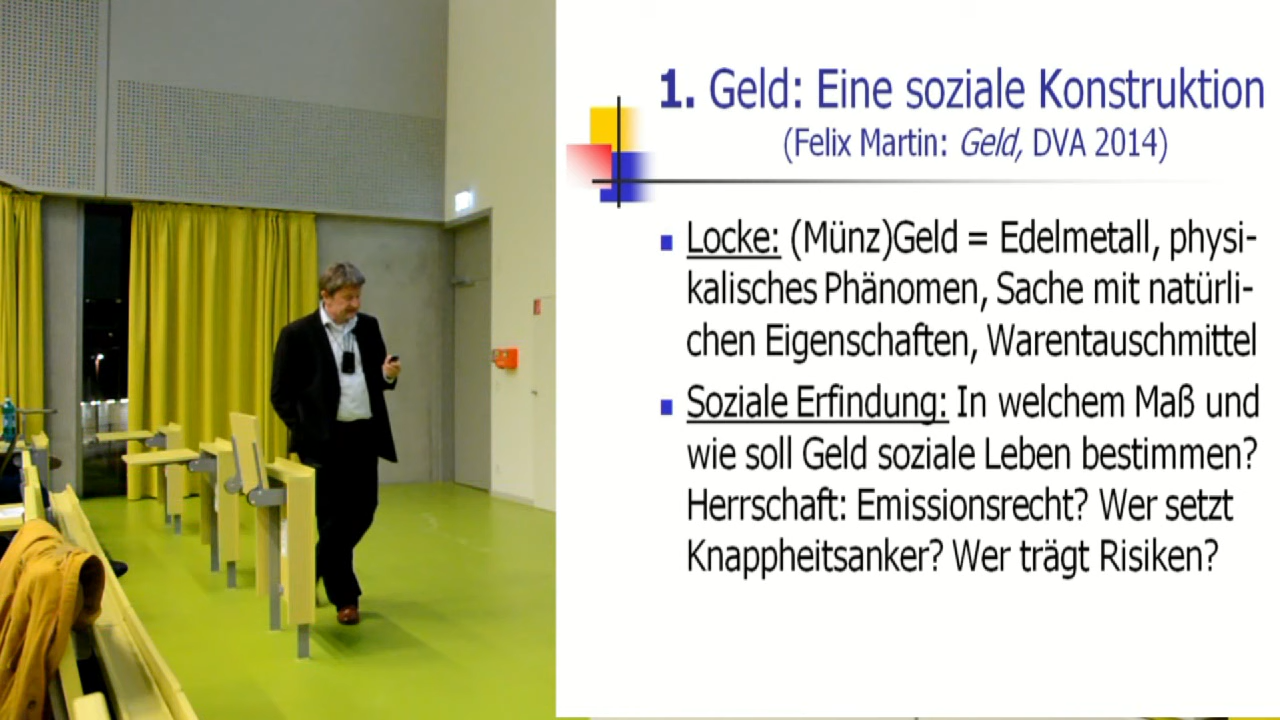 1. Geld: Eine soziale Konstruktion
(Felix Martin: Geld, DVA 2014)
Locke: (Münz)Geld = Edelmetall, physi-
kalisches Phänomen, Sache mit natürli-
chen Eigenschaften, Warentauschmittel
Soziale Erfindung: In welchem Maß und
wie soll Geld soziale Leben bestimmen?
Herrschaft: Emissionsrecht? Wer setzt
Knappheitsanker? Wer trägt Risiken?